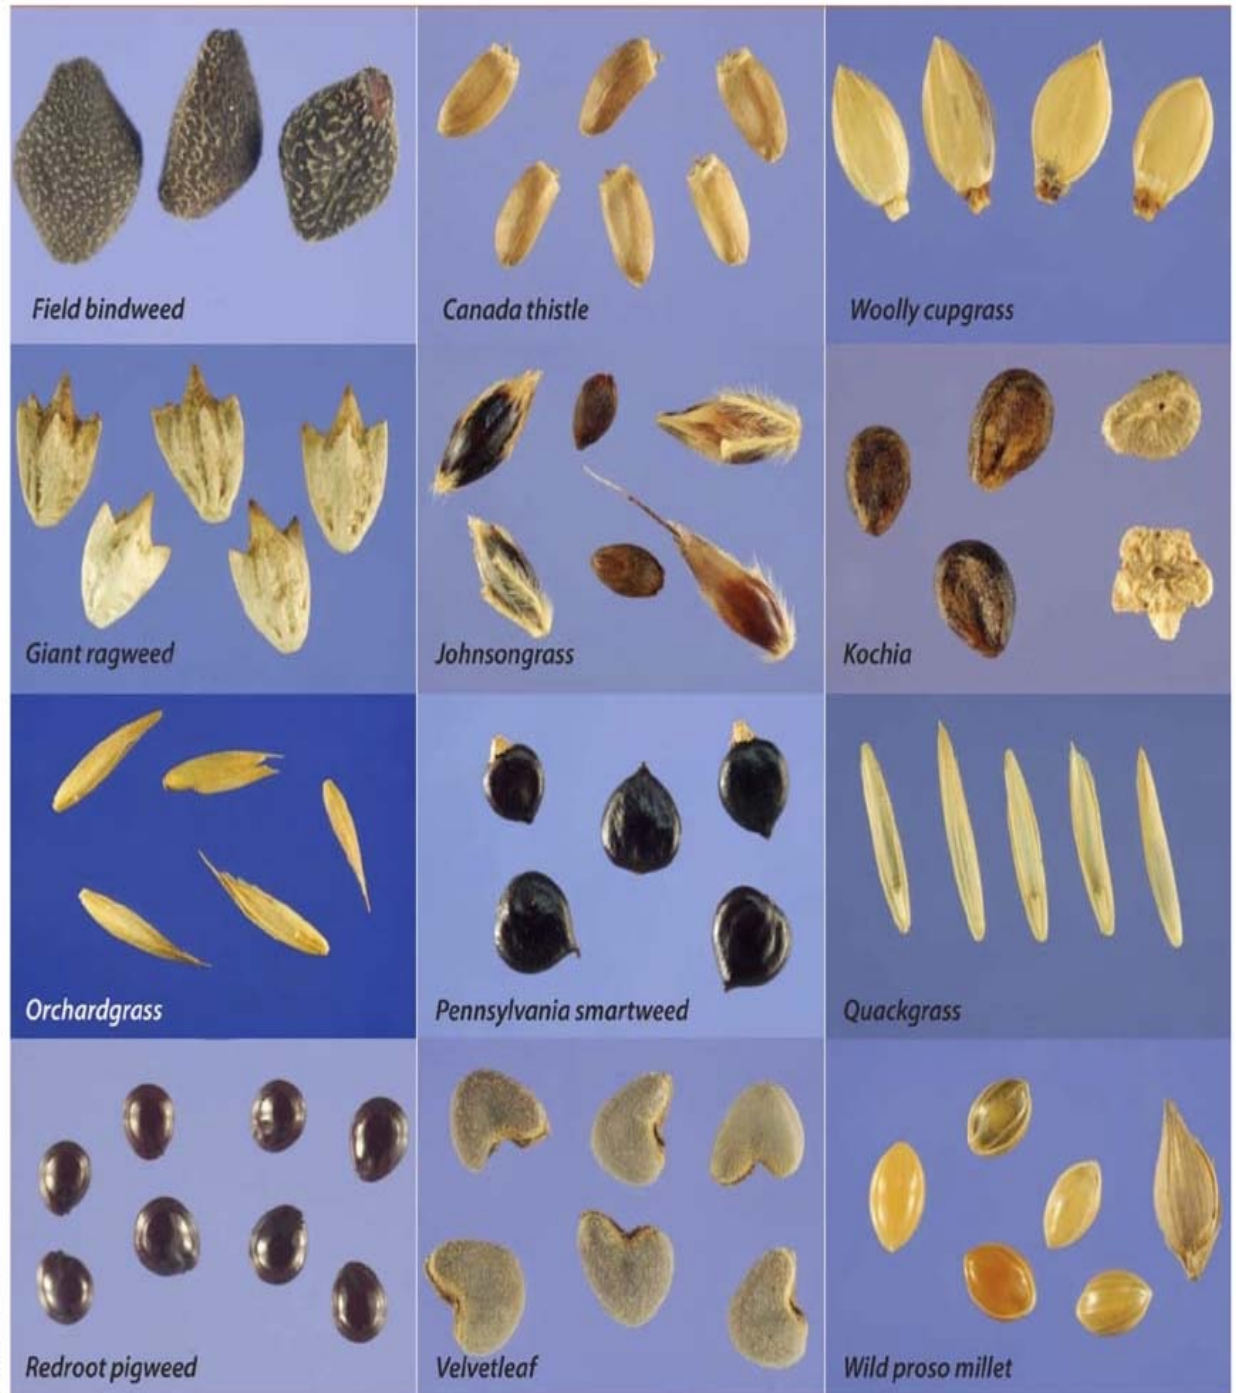 Field bindweed
Canada thistle
Woolly cupgrass
Giant ragweed
Johnsongrass
Kochia
Orchardgrass
Pennsylvania smartweed
Quackgrass
Redroot pigweed
Velvetleaf
Wild proso millet